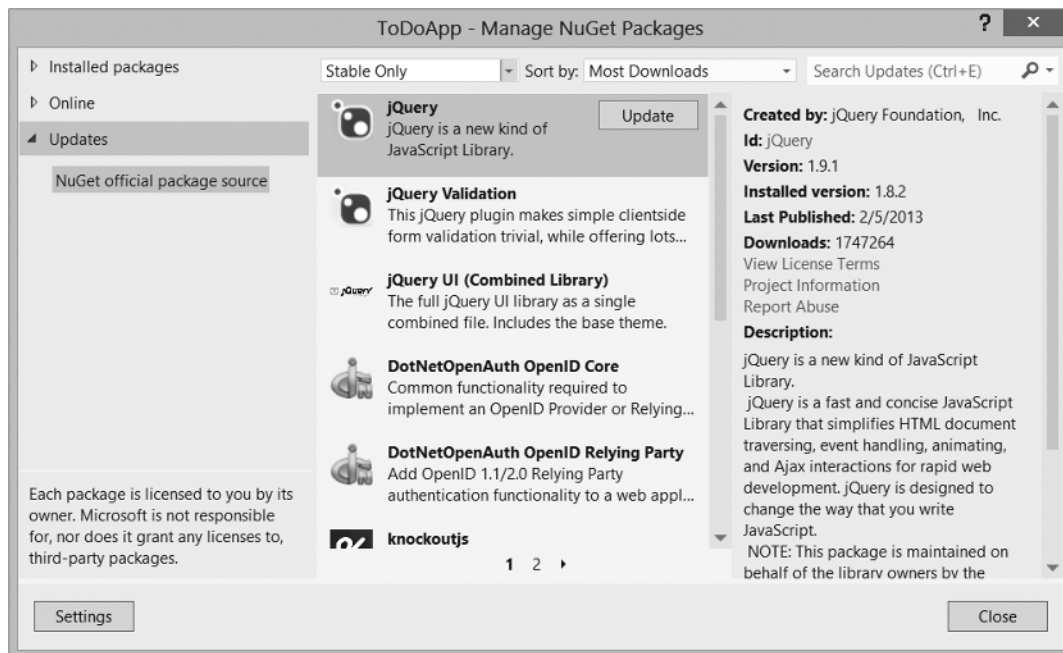 ToDoApp - Manage NuGet Packages
?
Installed packages
Online
Updates
NuGet official package source
Each package is licensed to you by its
owner. Microsoft is not responsible
for, nor does it grant any licenses to,
third-party packages.
Stable Only
Sort by: Most Downloads
Search Updates (Ctrl+E)
jQuery
jQuery is a new kind of
JavaScript Library.
Update
jQuery Validation
This jQuery plugin makes simple clientside
form validation trivial, while offering lots...
jQuery
jQuery UI (Combined Library)
The full jQuery UI library as a single
combined file. Includes the base theme.
DotNetOpenAuth OpenID Core
Common functionality required to
implement an OpenID Provider or Relying...
DotNetOpenAuth OpenID Relying Party
Add OpenID 1.1/2.0 Relying Party
authentication functionality to a web appl...
knockoutjs
1 2
Created by: jQuery Foundation, Inc.
Id: jQuery
Version: 1.9.1
Installed version: 1.8.2
Last Published: 2/5/2013
Downloads: 1747264
View License Terms
Project Information
Report Abuse
Description:
jQuery is a new kind of JavaScript
Library.
jQuery is a fast and concise JavaScript
Library that simplifies HTML document
traversing, event handling, animating,
and Ajax interactions for rapid web
development. jQuery is designed to
change the way that you write
JavaScript.
NOTE: This package is maintained on
behalf of the library owners by the
Settings
Close